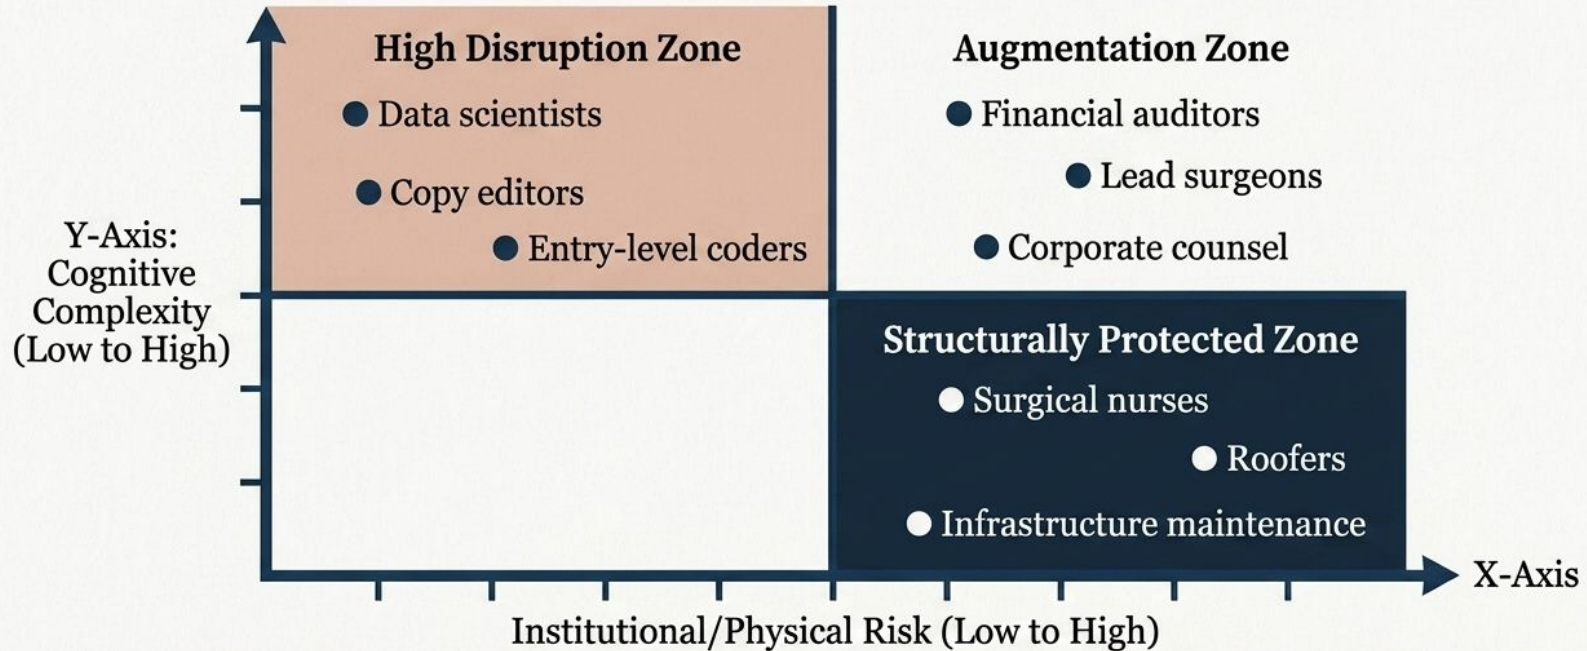 High Disruption Zone
Data scientists
Copy editors
Entry-level coders
Augmentation Zone
Financial auditors
Lead surgeons
Corporate counsel
Y-Axis:
Cognitive
Complexity
(Low to High)
Structurally Protected Zone
Surgical nurses
Roofers
Infrastructure maintenance
X-Axis
Institutional/Physical Risk (Low to High)